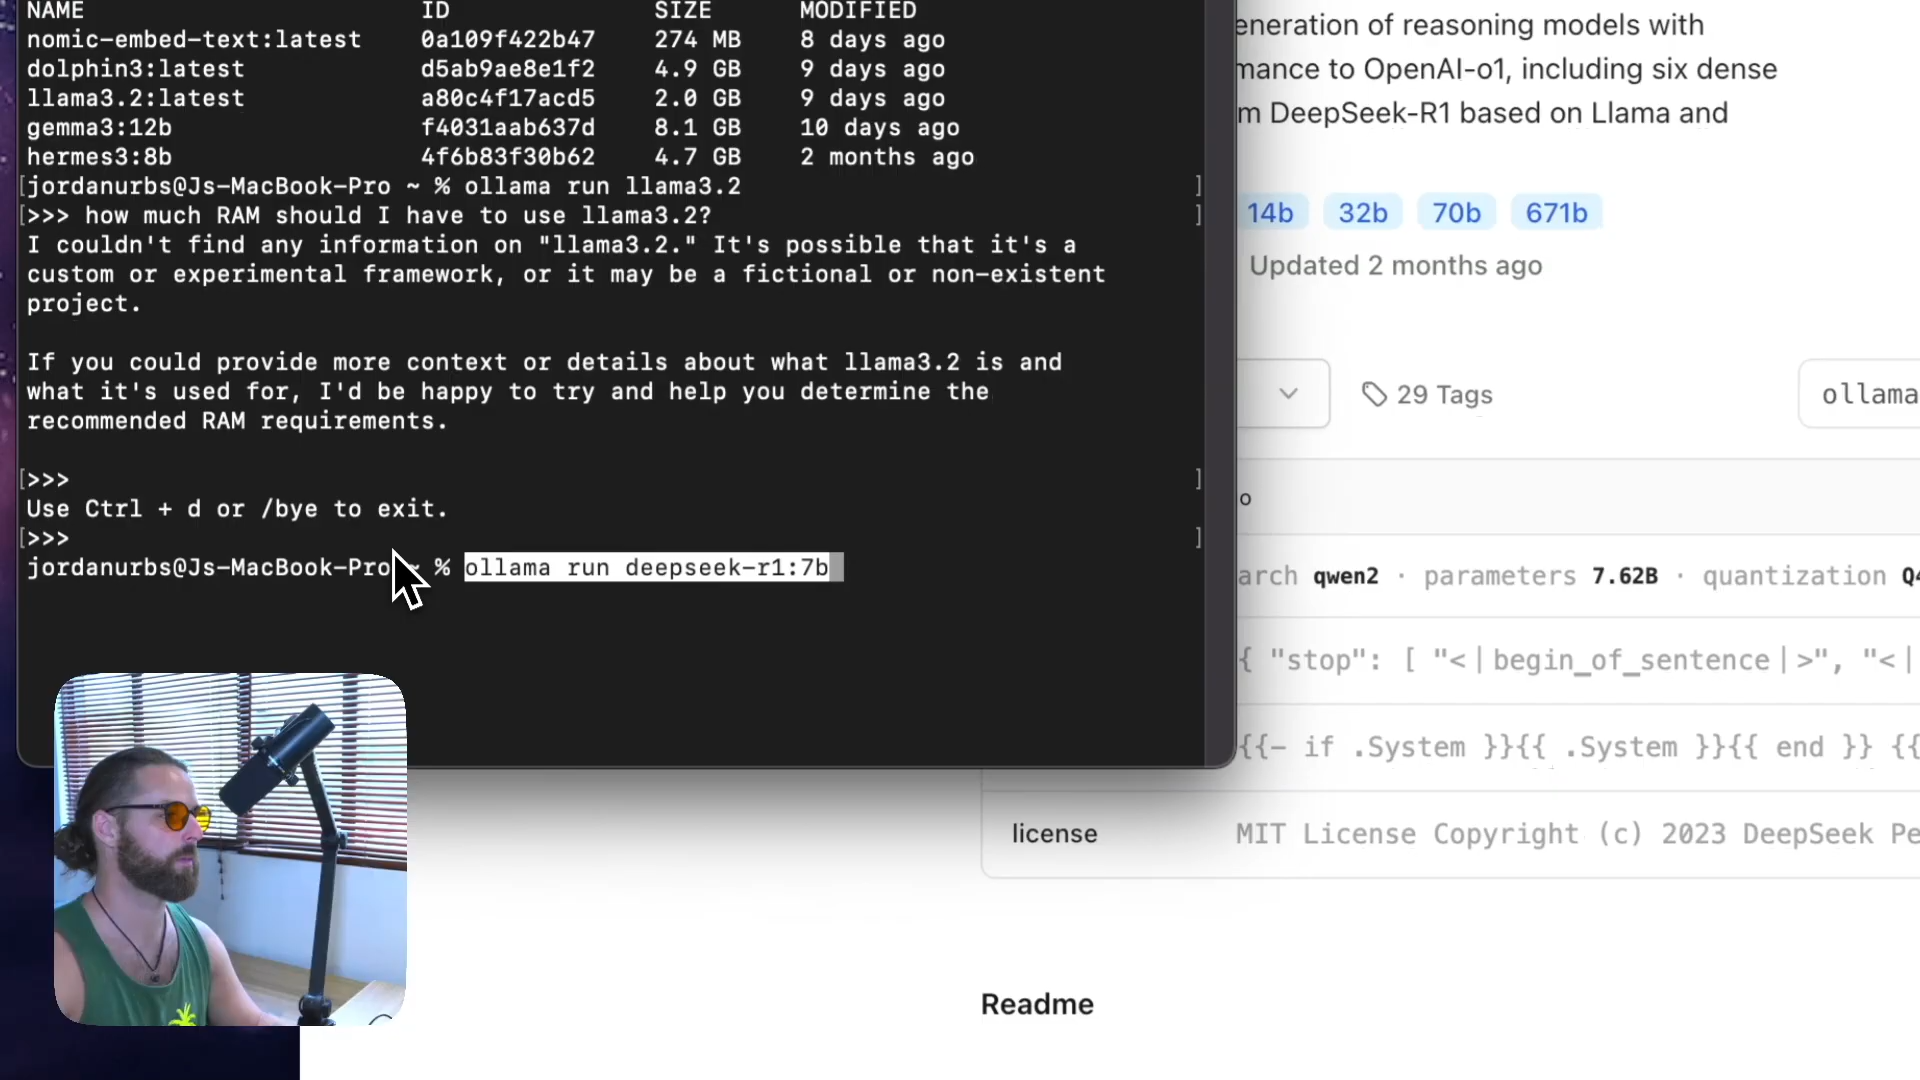 NAME ID SIZE MODIFIED
nomic-embed-text:latest 0a109f422b47 274 MB 8 days ago
dolphin3:latest d5ab9ae8e1f2 4.9 GB 9 days ago
llama3.2:latest a80c4f17acd5 2.0 GB 9 days ago
gemma3:12b f4031aab637d 8.1 GB 10 days ago
hermes3:8b 4f6b83f30b62 4.7 GB 2 months ago
[jordanurbs@Js-MacBook-Pro ~ % ollama run llama3.2 ]
[>>> how much RAM should I have to use llama3.2? ]
I couldn't find any information on "llama3.2." It's possible that it's a
custom or experimental framework, or it may be a fictional or non-existent
project.
If you could provide more context or details about what llama3.2 is and
what it's used for, I'd be happy to try and help you determine the
recommended RAM requirements.
[>>> ]
Use Ctrl + d or /bye to exit.
[>>> ]
jordanurbs@Js-MacBook-Pro ~ % ollama run deepseek-r1:7b
eneration of reasoning models with
mance to OpenAI-o1, including six dense
m DeepSeek-R1 based on Llama and
14b 32b 70b 671b
Updated 2 months ago
29 Tags
ollama
o
arch qwen2 · parameters 7.62B · quantization Q4
{ "stop": [ "<|begin_of_sentence|>", "<|
{{- if .System }}{{ .System }}{{ end }} {{
license MIT License Copyright (c) 2023 DeepSeek Pe
Readme